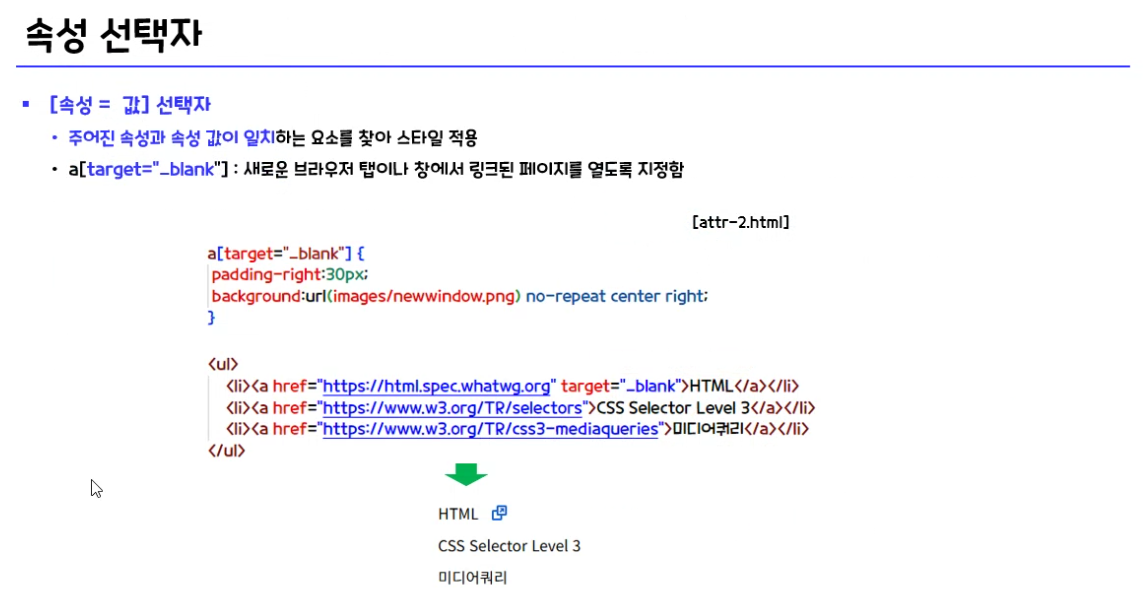 속성 선택자
▪ [속성 = 값] 선택자
• 주어진 속성과 속성 값이 일치하는 요소를 찾아 스타일 적용
• a[target="_blank"] : 새로운 브라우저 탭이나 창에서 링크된 페이지를 열도록 지정함
[attr-2.html]
a[target="_blank"] {
padding-right:30px;
background:url(images/newwindow.png) no-repeat center right;
}
<ul>
<li><a href="https://html.spec.whatwg.org" target="_blank">HTML</a></li>
<li><a href="https://www.w3.org/TR/selectors">CSS Selector Level 3</a></li>
<li><a href="https://www.w3.org/TR/css3-mediaqueries">미디어쿼리</a></li>
</ul>
HTML
CSS Selector Level 3
미디어쿼리